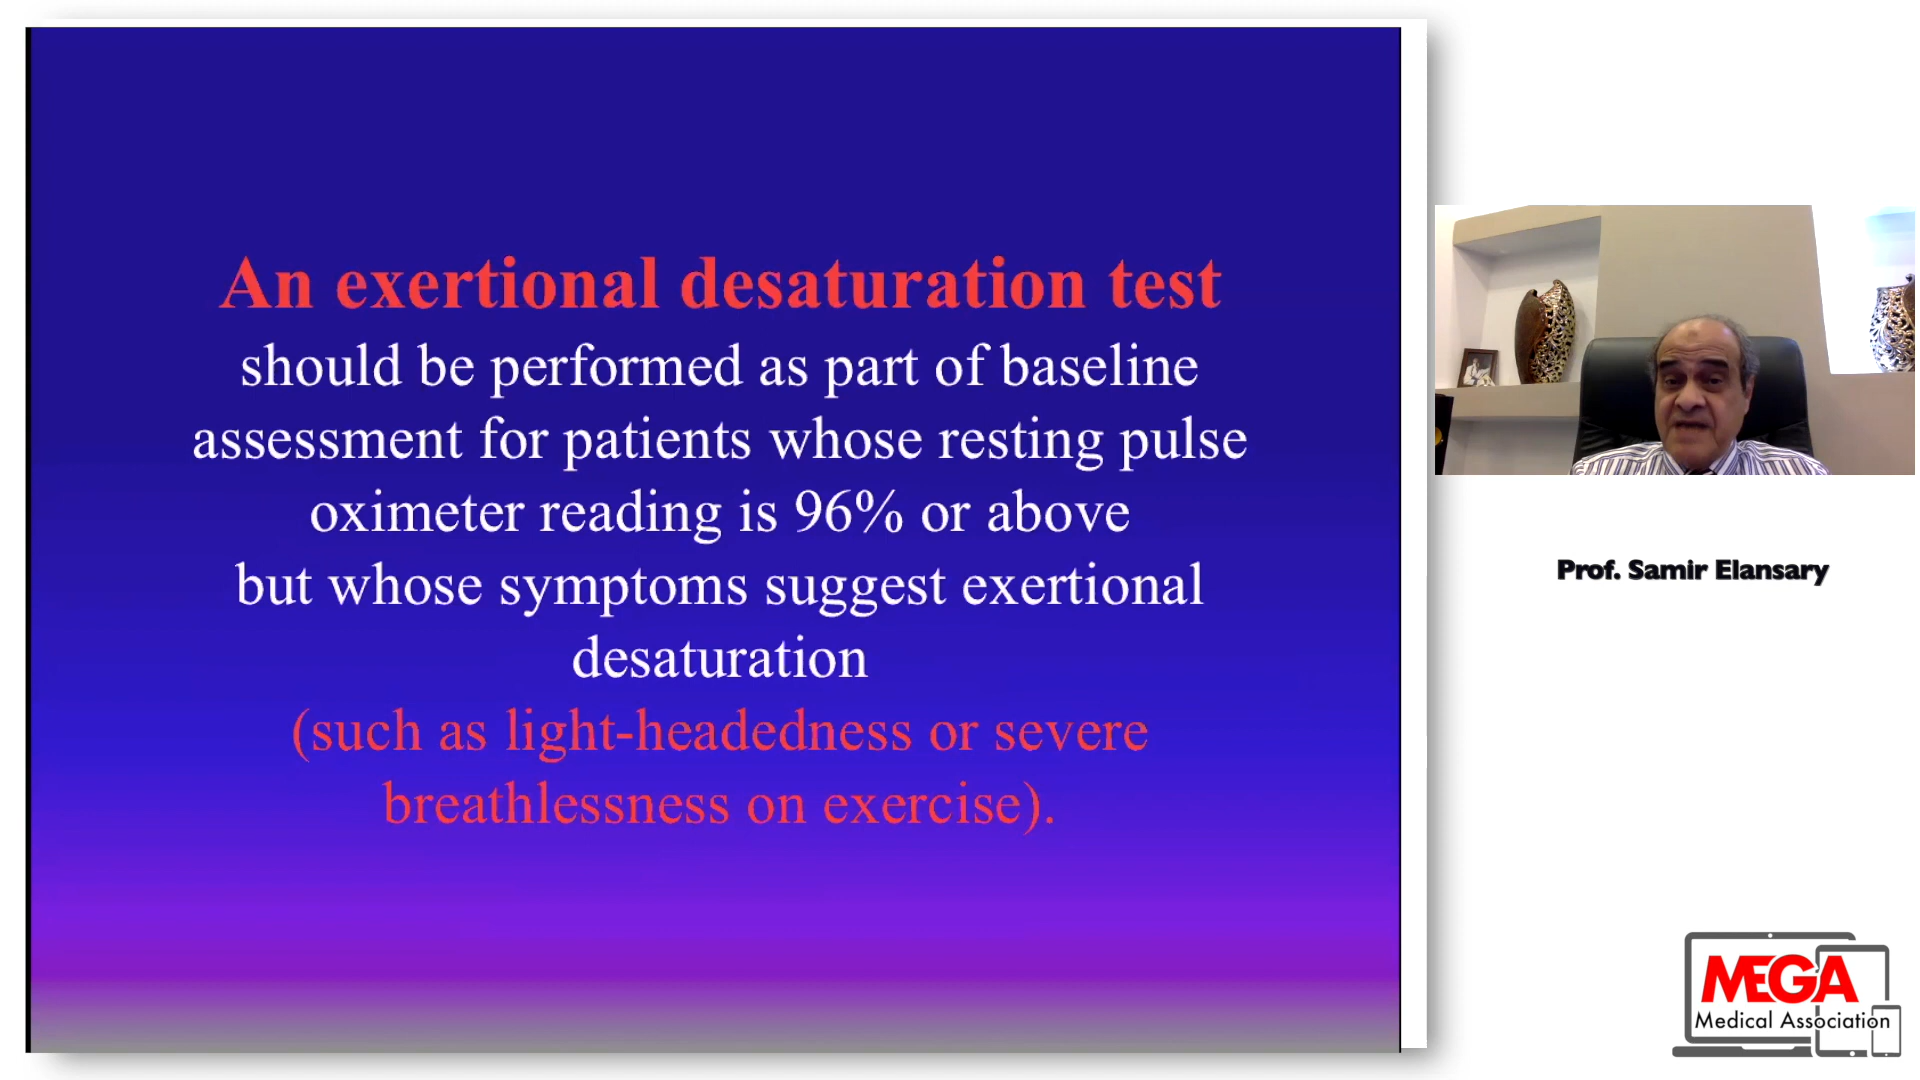 An exertional desaturation test
should be performed as part of baseline
assessment for patients whose resting pulse
oximeter reading is 96% or above
but whose symptoms suggest exertional
desaturation
(such as light-headedness or severe
breathlessness on exercise).
Prof. Samir Elansary
MEGA
Medical Association